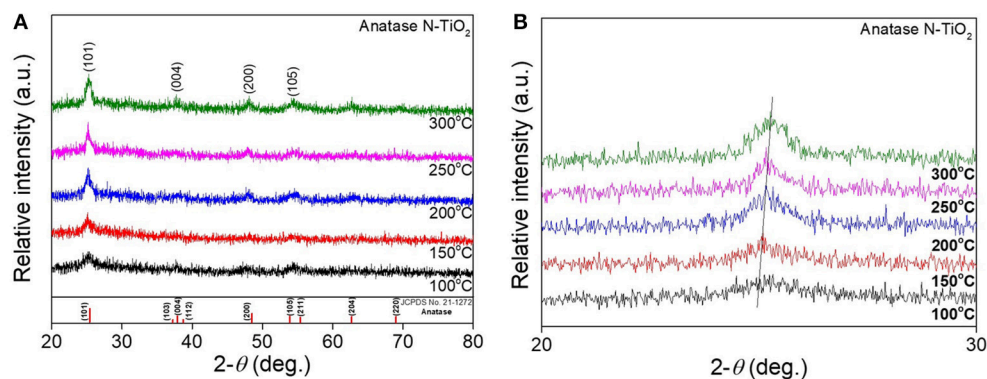 A
Anatase N-TiO₂
(101)
(004)
(200)
(105)
300°C
250°C
200°C
150°C
100°C
Relative intensity (a.u.)
JCPDS No. 21-1272
Anatase
(101)
(103)
(004)
(112)
(200)
(105)
(211)
(204)
(220)
20 30 40 50 60 70 80
2-θ (deg.)
B
Anatase N-TiO₂
300°C
250°C
200°C
150°C
100°C
Relative intensity (a.u.)
20 30
2-θ (deg.)